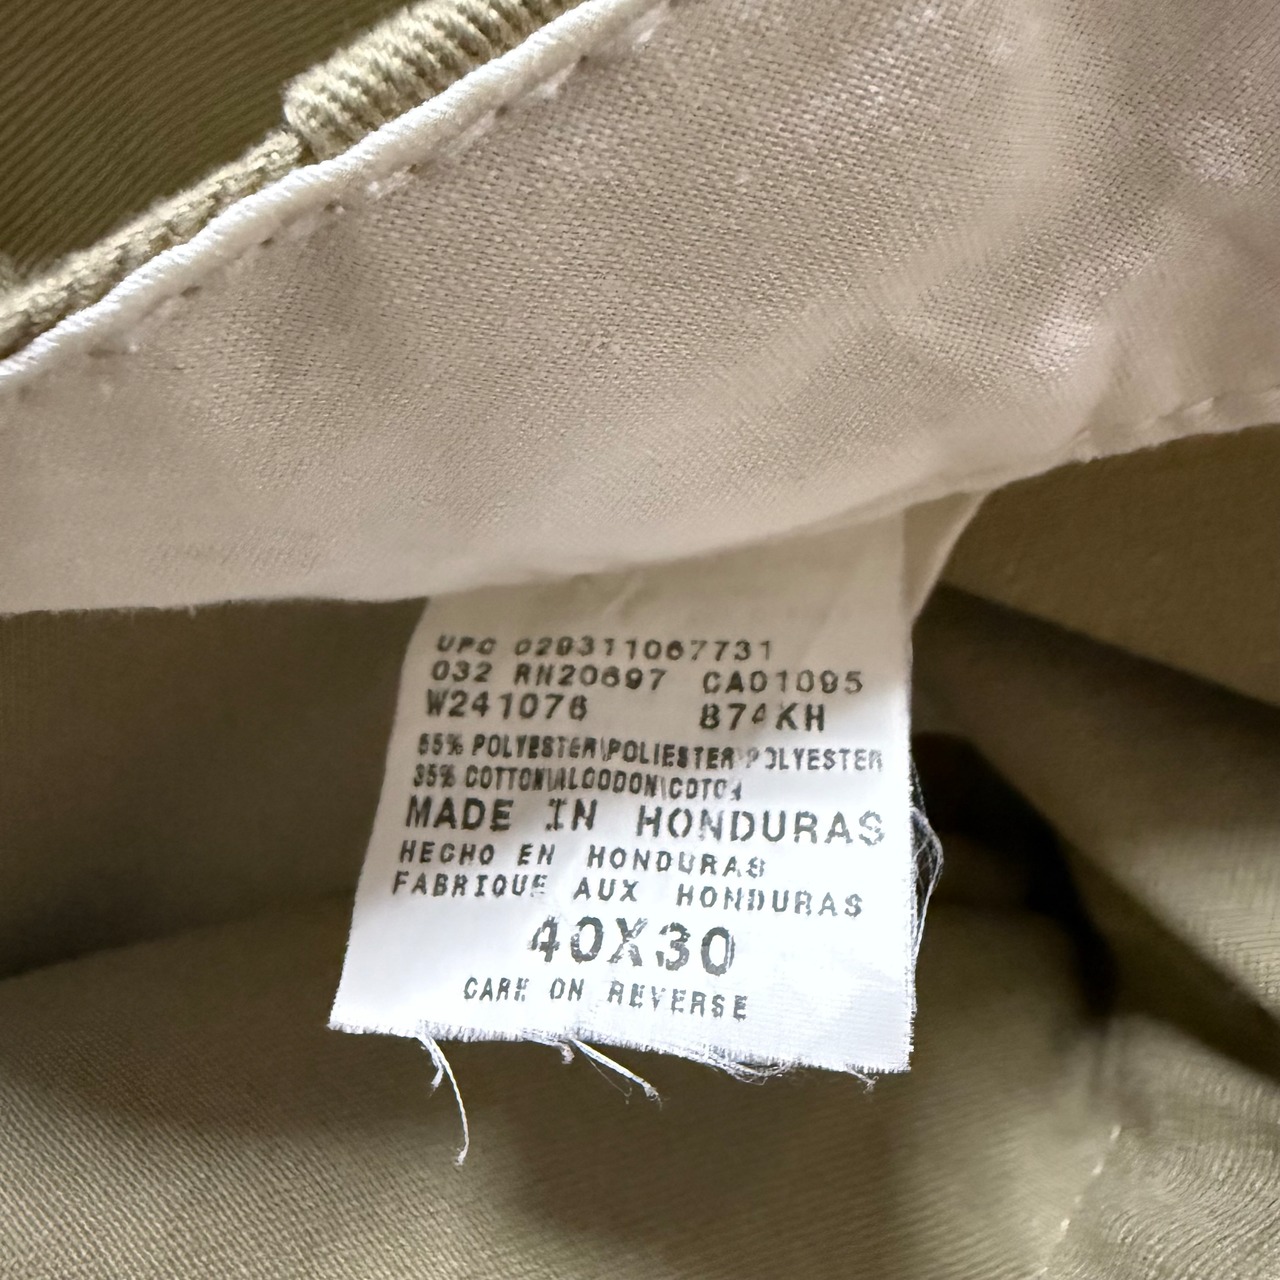 UPC 029311067731
032 RN20697 CA01095
W241076 874KH
65% POLYESTER\POLIESTER\POLYESTER
35% COTTON\ALGODON\COTON
MADE IN HONDURAS
HECHO EN HONDURAS
FABRIQUE AUX HONDURAS
40X30
CARE ON REVERSE